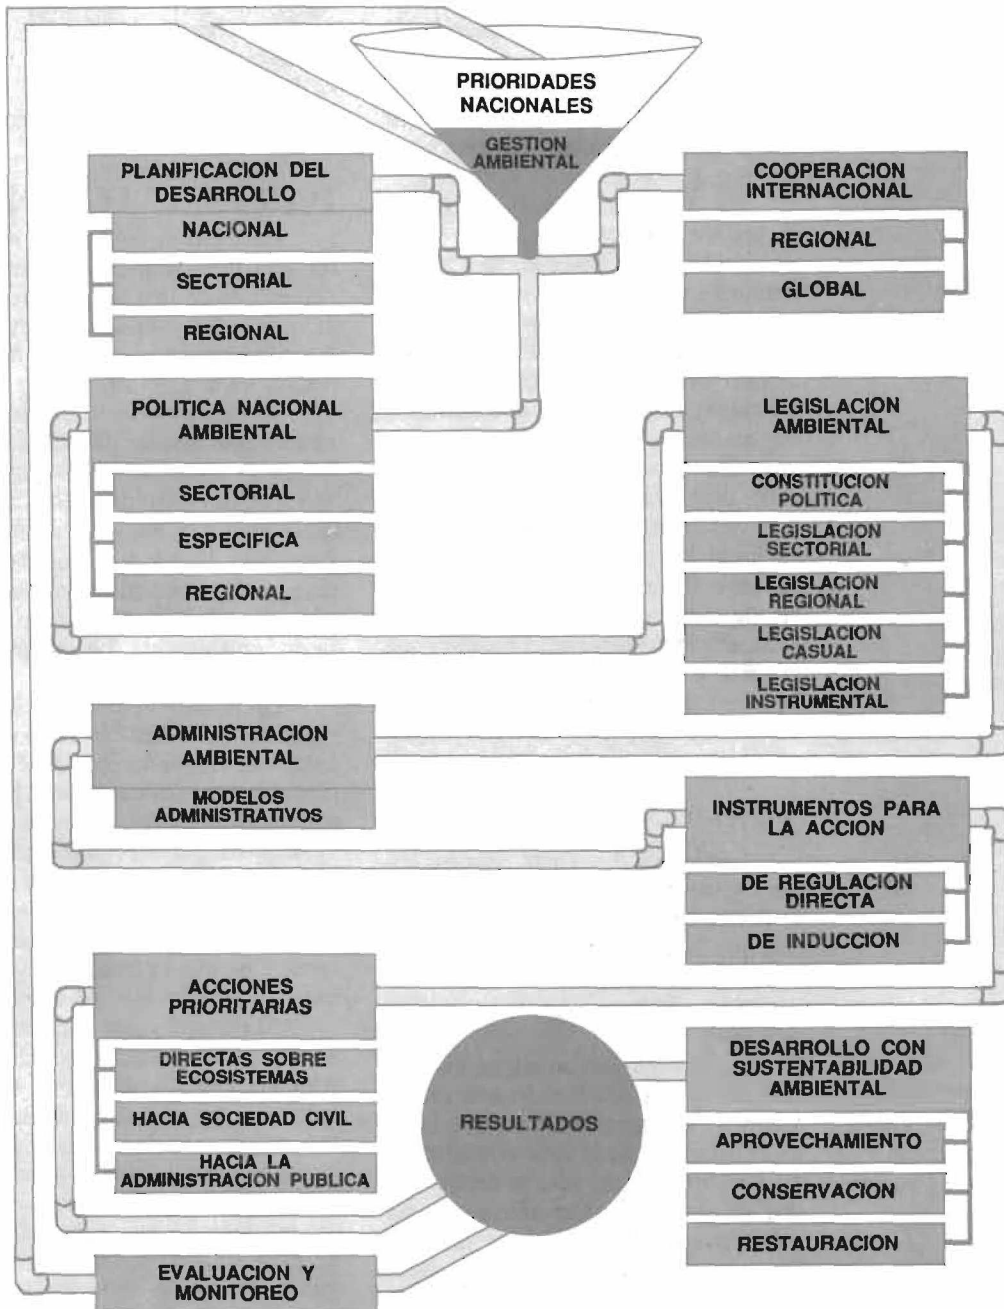 PRIORIDADES
NACIONALES
GESTION
AMBIENTAL
PLANIFICACION DEL
DESARROLLO
NACIONAL
SECTORIAL
REGIONAL
COOPERACION
INTERNACIONAL
REGIONAL
GLOBAL
POLITICA NACIONAL
AMBIENTAL
SECTORIAL
ESPECIFICA
REGIONAL
LEGISLACION
AMBIENTAL
CONSTITUCION
POLITICA
LEGISLACION
SECTORIAL
LEGISLACION
REGIONAL
LEGISLACION
CASUAL
LEGISLACION
INSTRUMENTAL
ADMINISTRACION
AMBIENTAL
MODELOS
ADMINISTRATIVOS
INSTRUMENTOS PARA
LA ACCION
DE REGULACION
DIRECTA
DE INDUCCION
ACCIONES
PRIORITARIAS
DIRECTAS SOBRE
ECOSISTEMAS
HACIA SOCIEDAD CIVIL
HACIA LA
ADMINISTRACION PUBLICA
RESULTADOS
DESARROLLO CON
SUSTENTABILIDAD
AMBIENTAL
APROVECHAMIENTO
CONSERVACION
RESTAURACION
EVALUACION Y
MONITOREO